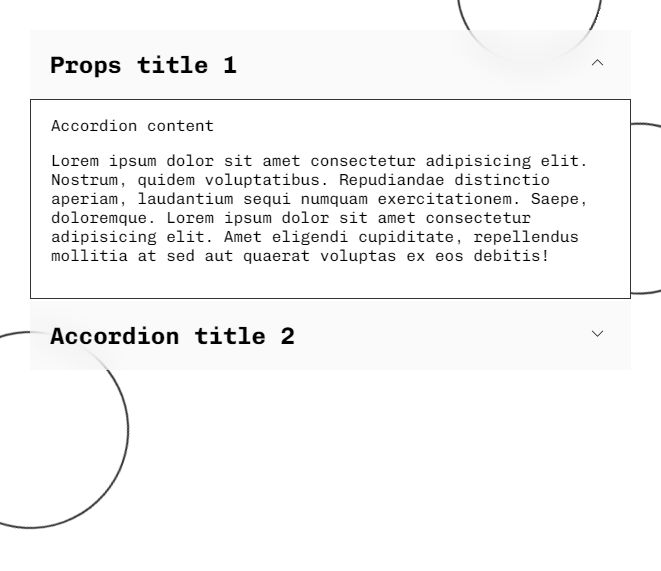 Props title 1
Accordion content
Lorem ipsum dolor sit amet consectetur adipisicing elit.
Nostrum, quidem voluptatibus. Repudiandae distinctio
aperiam, laudantium sequi numquam exercitationem. Saepe,
doloremque. Lorem ipsum dolor sit amet consectetur
adipisicing elit. Amet eligendi cupiditate, repellendus
mollitia at sed aut quaerat voluptas ex eos debitis!
Accordion title 2